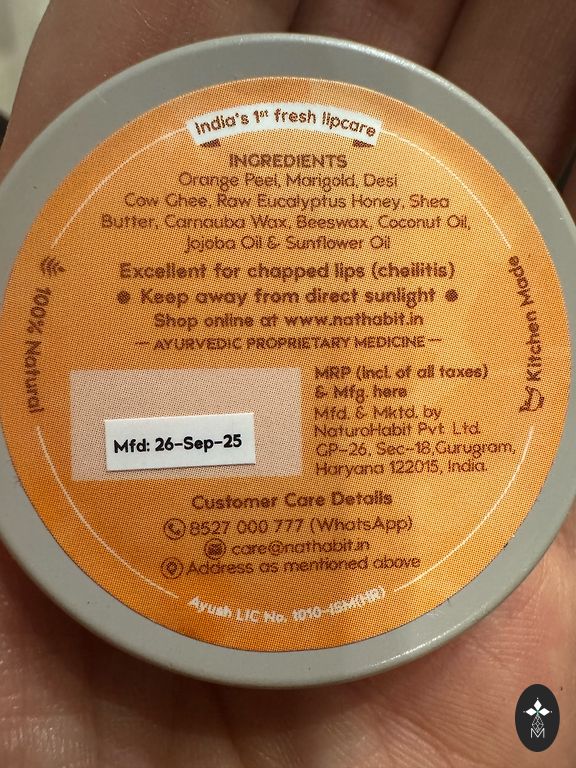 India's 1st fresh lipcare
INGREDIENTS
Orange Peel, Marigold, Desi
Cow Ghee, Raw Eucalyptus Honey, Shea
Butter, Carnauba Wax, Beeswax, Coconut Oil,
Jojoba Oil & Sunflower Oil
Excellent for chapped lips (cheilitis)
● Keep away from direct sunlight ●
Shop online at www.nathabit.in
— AYURVEDIC PROPRIETARY MEDICINE —
100% Natural
Kitchen Made
MRP (Incl. of all taxes)
& Mfg. here
Mfd: 26-Sep-25
Mfd. & Mktd. by
NaturoHabit Pvt. Ltd.
GP-26, Sec-18,Gurugram,
Haryana 122015, India.
Customer Care Details
8527 000 777 (WhatsApp)
care@nathabit.in
Address as mentioned above
Ayush LIC No. 1010-ISM(HR)
M